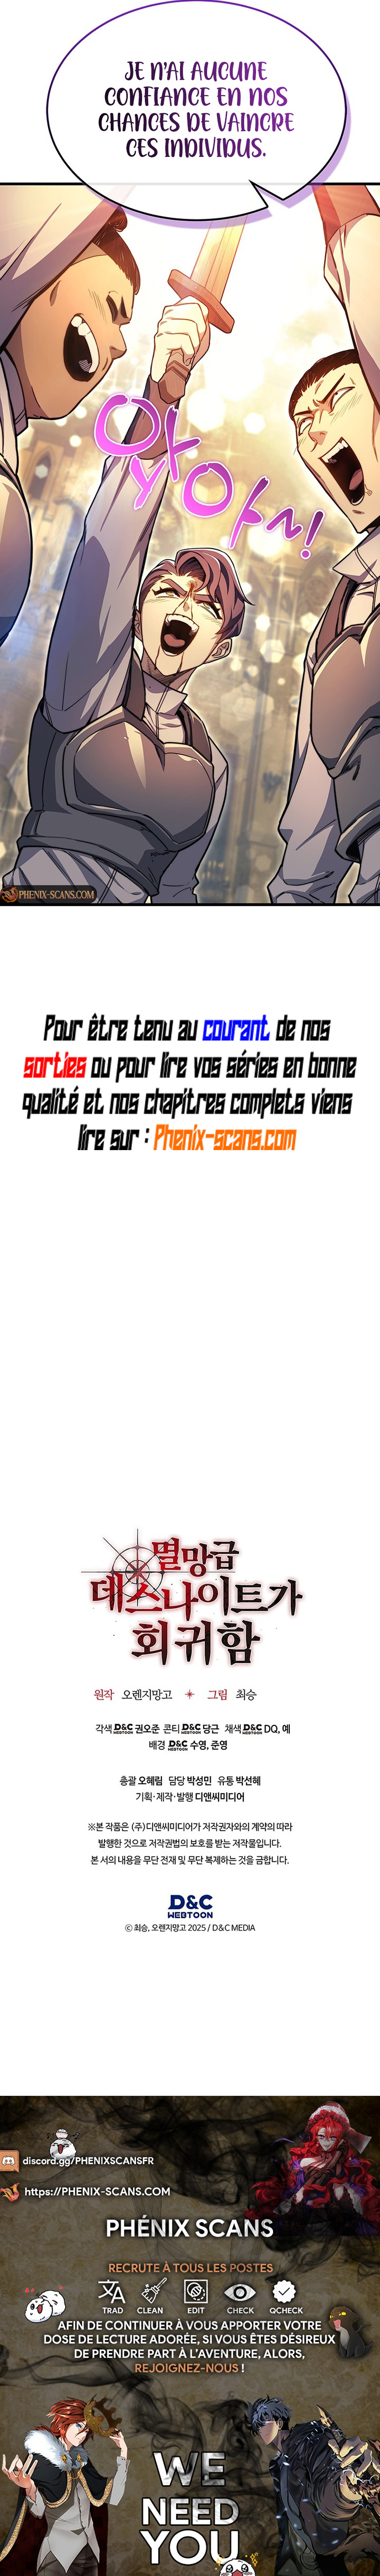 JE N'AI AUCUNE
CONFIANCE EN NOS
CHANCES DE VAINCRE
CES INDIVIDUS.
얏
야~!
PHENIX-SCANS.COM
Pour être tenu au courant de nos
sorties ou pour lire vos séries en bonne
qualité et nos chapitres complets viens
lire sur : Phenix-scans.com
멸망급
데스나이트가
회귀함
원작 오렌지망고 그림 최승
각색 D&C WEBTOON 권오준 콘티 D&C WEBTOON 당근 채색 D&C WEBTOON DQ, 예
배경 D&C WEBTOON 수영, 준영
총괄 오혜림 담당 박성민 유통 박선혜
기획·제작·발행 디앤씨미디어
※본 작품은 (주)디앤씨미디어가 저작권자와의 계약의 따라
발행한 것으로 저작권법의 보호를 받는 저작물입니다.
본 서의 내용을 무단 전재 및 무단 복제하는 것을 금합니다.
D&C
WEBTOON
© 최승, 오렌지망고 2025 / D&C MEDIA
discord.gg/PHENIXSCANSFR
https://PHENIX-SCANS.COM
PHÉNIX SCANS
RECRUTE À TOUS LES POSTES
TRAD CLEAN EDIT CHECK QCHECK
AFIN DE CONTINUER À VOUS APPORTER VOTRE
DOSE DE LECTURE ADORÉE, SI VOUS ÊTES DÉSIREUX
DE PRENDRE PART À L'AVENTURE, ALORS,
REJOIGNEZ-NOUS !
WE
NEED
YOU